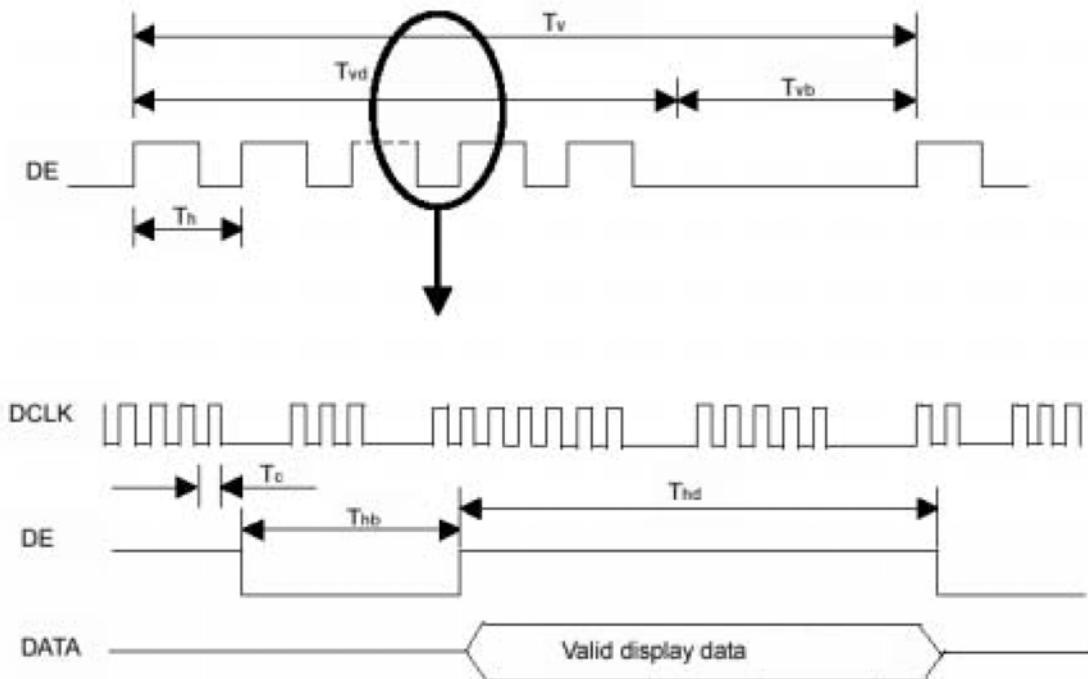 Tv
Tvd
Tvb
DE
Th
DCLK
Tc
Thb
Thd
DE
DATA
Valid display data